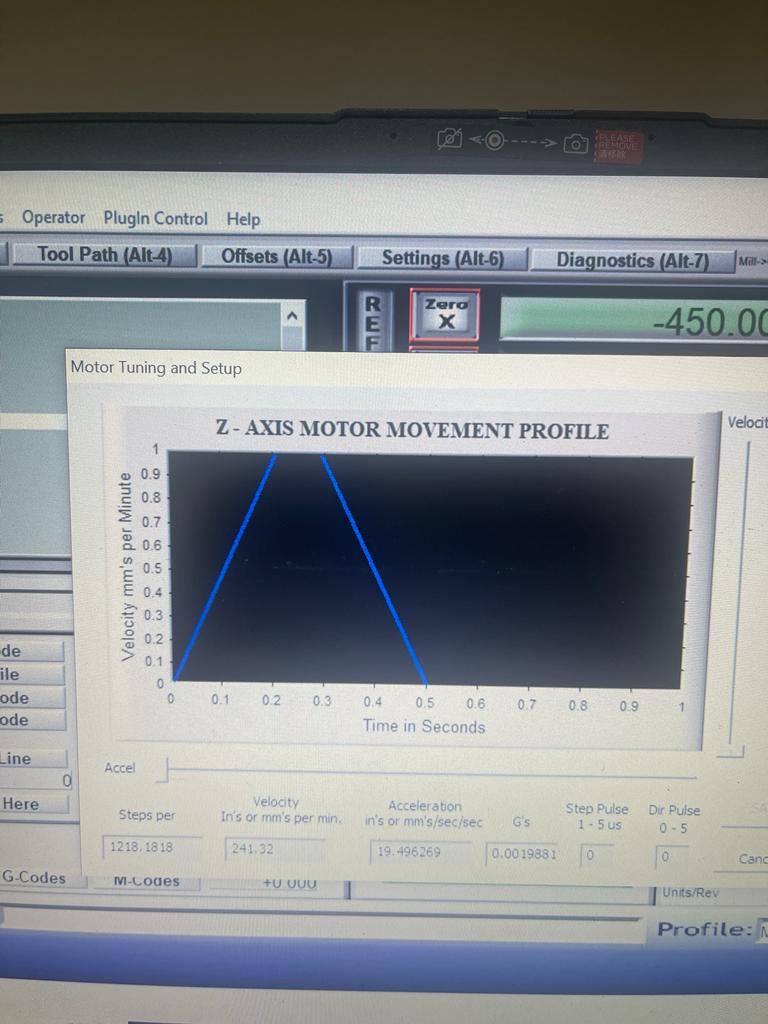 PLEASE
REMOVE
请移除
Operator PlugIn Control Help
Tool Path (Alt-4) Offsets (Alt-5) Settings (Alt-6) Diagnostics (Alt-7) Mill->
REF
Zero
X
-450.00
Motor Tuning and Setup
Z - AXIS MOTOR MOVEMENT PROFILE
Velocit
Velocity mm's per Minute
1
0.9
0.8
0.7
0.6
0.5
0.4
0.3
0.2
0.1
0
0 0.1 0.2 0.3 0.4 0.5 0.6 0.7 0.8 0.9 1
Time in Seconds
de
ile
ode
ode
Line
0
Here
Accel
Steps per
1218.1818
Velocity
In's or mm's per min.
241.32
Acceleration
in's or mm's/sec/sec
19.496269
G's
0.0019881
Step Pulse
1 - 5 us
0
Dir Pulse
0 - 5
0
SA
Canc
G-Codes M-Codes +0.000
Units/Rev
Profile: